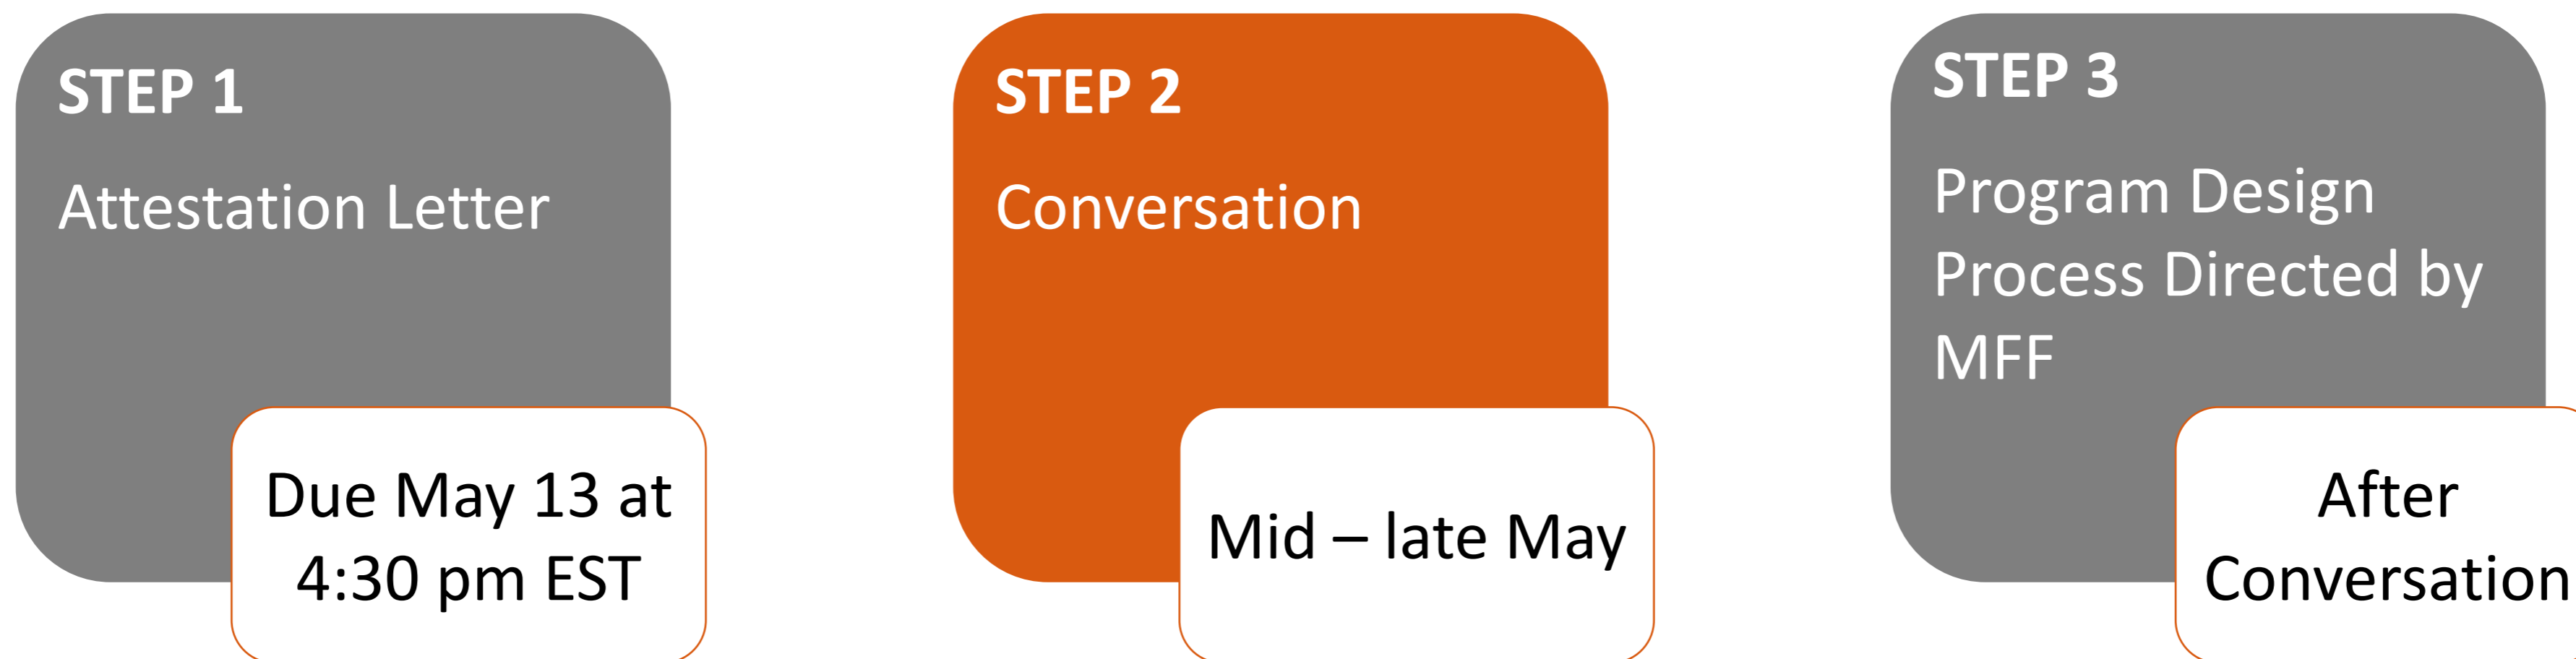 STEP 1
Attestation Letter
Due May 13 at
4:30 pm EST
STEP 2
Conversation
Mid – late May
STEP 3
Program Design
Process Directed by
MFF
After
Conversation